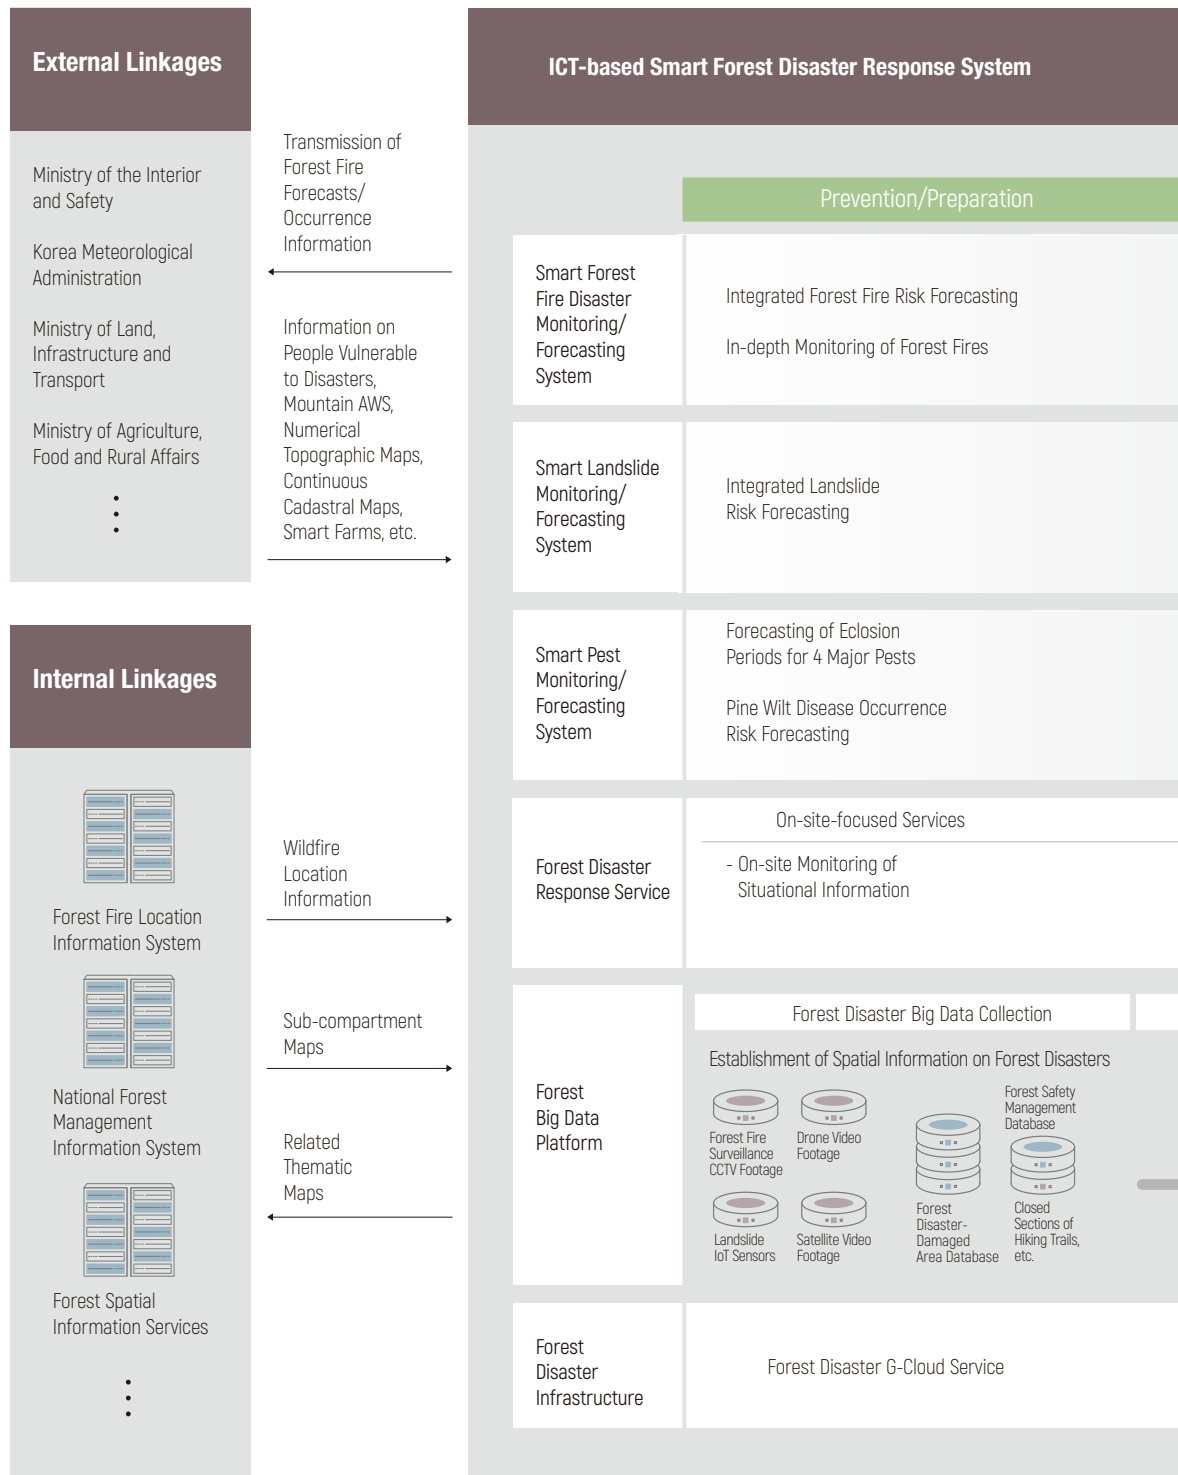 External Linkages
Ministry of the Interior
and Safety
Korea Meteorological
Administration
Ministry of Land,
Infrastructure and
Transport
Ministry of Agriculture,
Food and Rural Affairs
Transmission of
Forest Fire
Forecasts/
Occurrence
Information
Information on
People Vulnerable
to Disasters,
Mountain AWS,
Numerical
Topographic Maps,
Continuous
Cadastral Maps,
Smart Farms, etc.
Internal Linkages
Forest Fire Location
Information System
National Forest
Management
Information System
Forest Spatial
Information Services
Wildfire
Location
Information
Sub-compartment
Maps
Related
Thematic
Maps
ICT-based Smart Forest Disaster Response System
Prevention/Preparation
Smart Forest
Fire Disaster
Monitoring/
Forecasting
System
Integrated Forest Fire Risk Forecasting
In-depth Monitoring of Forest Fires
Smart Landslide
Monitoring/
Forecasting
System
Integrated Landslide
Risk Forecasting
Smart Pest
Monitoring/
Forecasting
System
Forecasting of Eclosion
Periods for 4 Major Pests
Pine Wilt Disease Occurrence
Risk Forecasting
Forest Disaster
Response Service
On-site-focused Services
- On-site Monitoring of
Situational Information
Forest
Big Data
Platform
Forest Disaster Big Data Collection
Establishment of Spatial Information on Forest Disasters
Forest Fire
Surveillance
CCTV Footage
Drone Video
Footage
Landslide
IoT Sensors
Satellite Video
Footage
Forest
Disaster-
Damaged
Area Database
Forest Safety
Management
Database
Closed
Sections of
Hiking Trails,
etc.
Forest
Disaster
Infrastructure
Forest Disaster G-Cloud Service